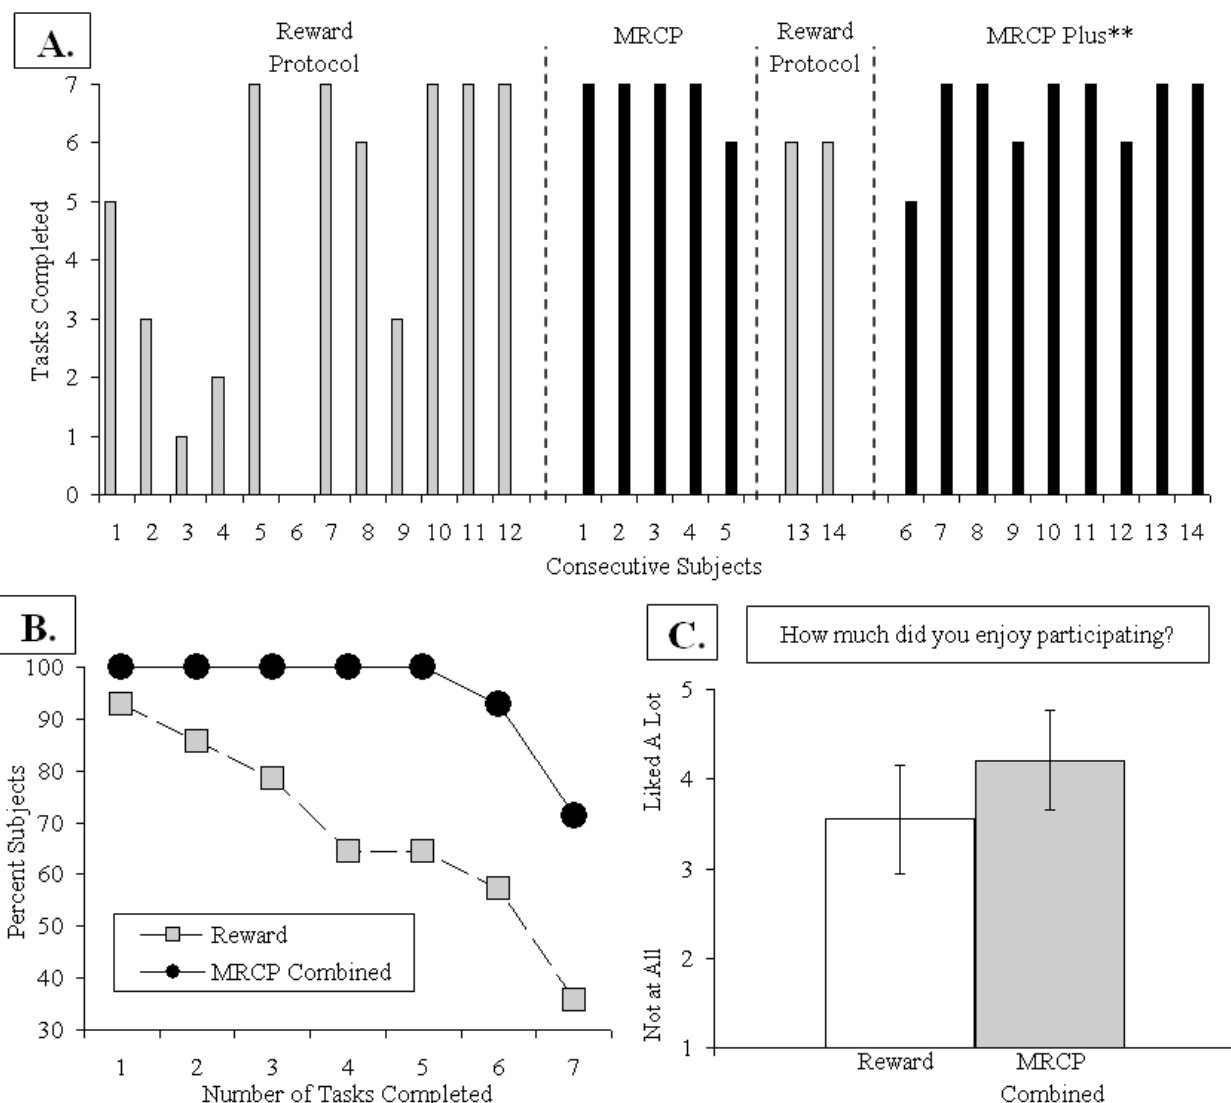 A.
Reward
Protocol
MRCP
Reward
Protocol
MRCP Plus**
Tasks Completed
7
6
5
4
3
2
1
0
1 2 3 4 5 6 7 8 9 10 11 12 1 2 3 4 5 13 14 6 7 8 9 10 11 12 13 14
Consecutive Subjects
B.
Percent Subjects
100
90
80
70
60
50
40
30
Reward
MRCP Combined
1 2 3 4 5 6 7
Number of Tasks Completed
C.
How much did you enjoy participating?
Liked A Lot
Not at All
5
4
3
2
1
Reward
MRCP
Combined